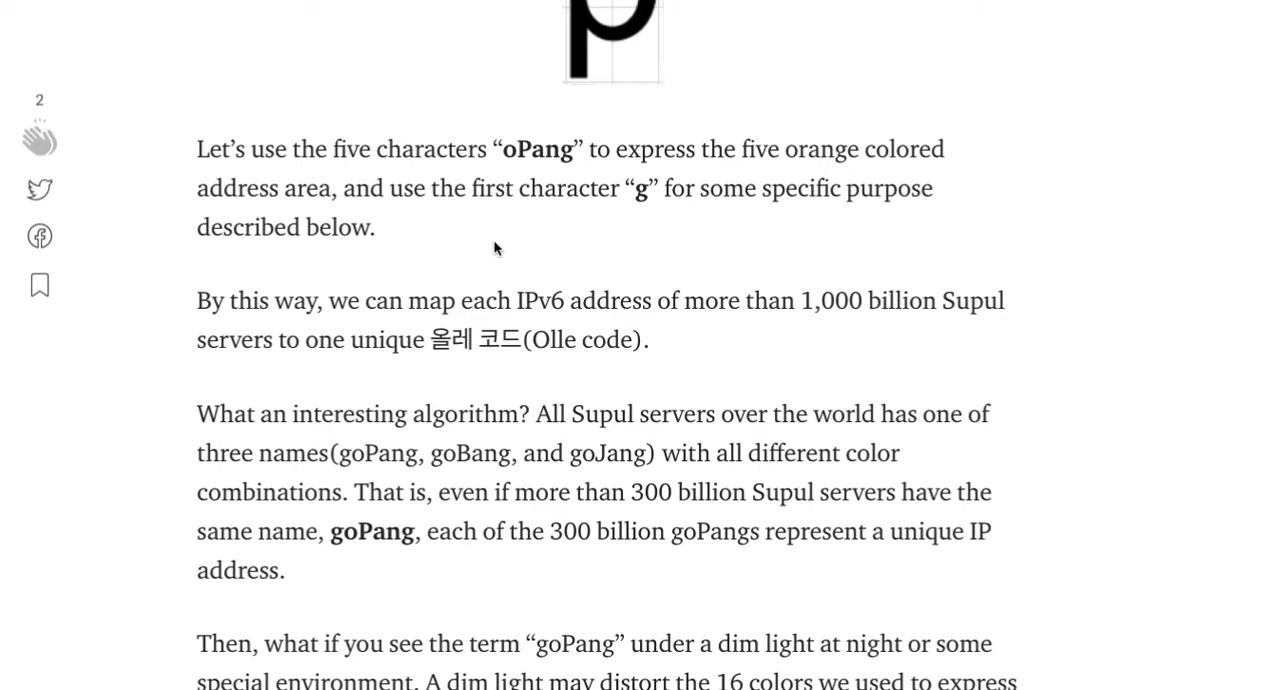 p
2
Let’s use the five characters “oPang” to express the five orange colored
address area, and use the first character “g” for some specific purpose
described below.
By this way, we can map each IPv6 address of more than 1,000 billion Supul
servers to one unique 올레 코드(Olle code).
What an interesting algorithm? All Supul servers over the world has one of
three names(goPang, goBang, and goJang) with all different color
combinations. That is, even if more than 300 billion Supul servers have the
same name, goPang, each of the 300 billion goPangs represent a unique IP
address.
Then, what if you see the term “goPang” under a dim light at night or some
special environment. A dim light may distort the 16 colors we used to express